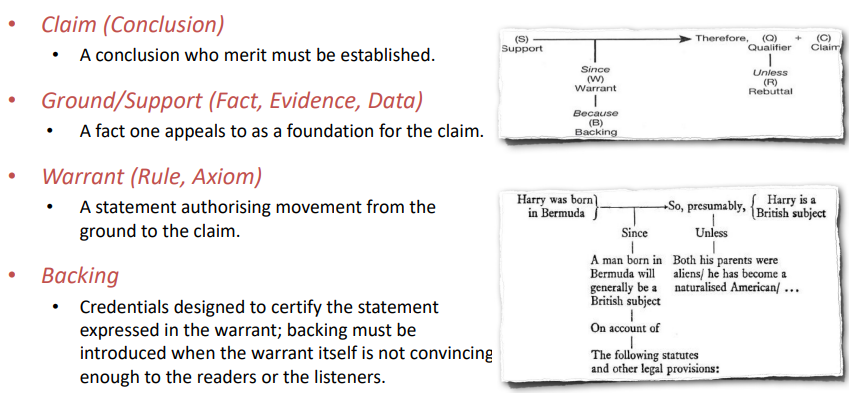 • Claim (Conclusion)
• A conclusion who merit must be established.
• Ground/Support (Fact, Evidence, Data)
• A fact one appeals to as a foundation for the claim.
• Warrant (Rule, Axiom)
• A statement authorising movement from the
ground to the claim.
• Backing
• Credentials designed to certify the statement
expressed in the warrant; backing must be
introduced when the warrant itself is not convincing
enough to the readers or the listeners.
(S) Therefore, (Q) + (C)
Support Qualifier Claim
Since Unless
(W) (R)
Warrant Rebuttal
Because
(B)
Backing
Harry was born So, presumably, Harry is a
in Bermuda British subject
Since Unless
A man born in Both his parents were
Bermuda will aliens/ he has become a
generally be a naturalised American/ ...
British subject
On account of
The following statutes
and other legal provisions: